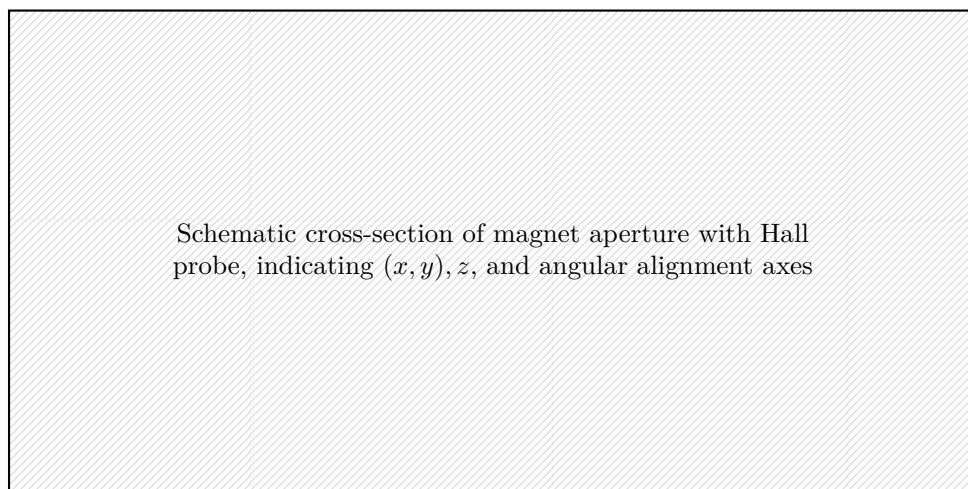 Schematic cross-section of magnet aperture with Hall
probe, indicating (x, y), z, and angular alignment axes